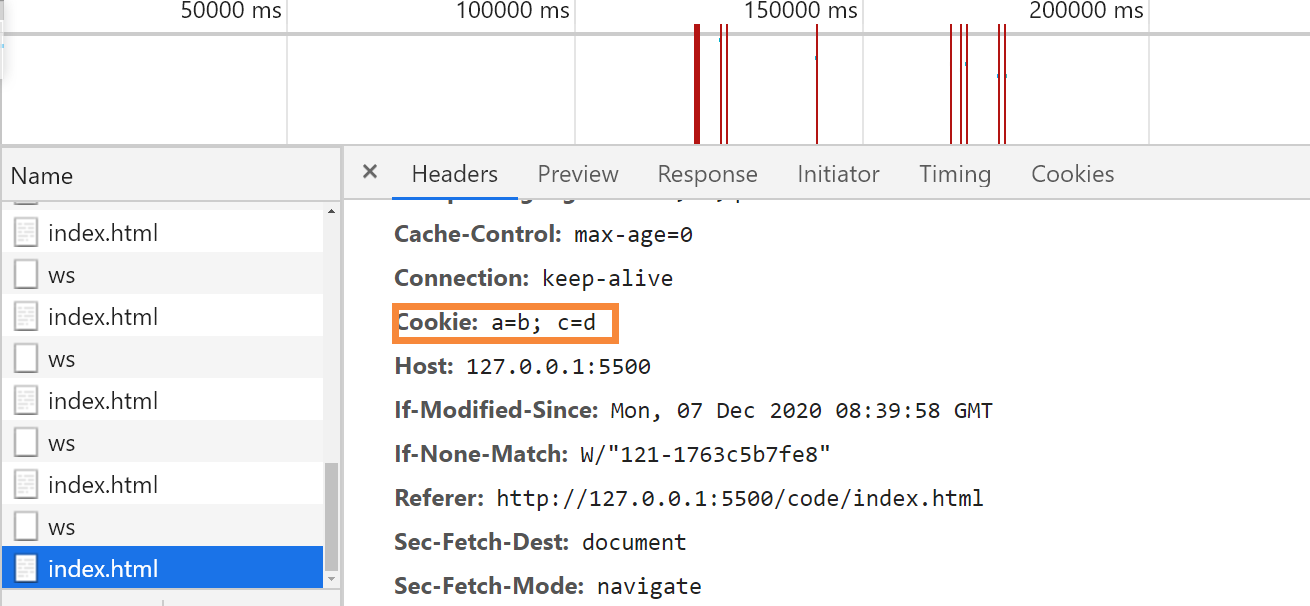 50000 ms 100000 ms 150000 ms 200000 ms
Name
index.html
ws
index.html
ws
index.html
ws
index.html
ws
index.html
× Headers Preview Response Initiator Timing Cookies
Cache-Control: max-age=0
Connection: keep-alive
Cookie: a=b; c=d
Host: 127.0.0.1:5500
If-Modified-Since: Mon, 07 Dec 2020 08:39:58 GMT
If-None-Match: W/"121-1763c5b7fe8"
Referer: http://127.0.0.1:5500/code/index.html
Sec-Fetch-Dest: document
Sec-Fetch-Mode: navigate